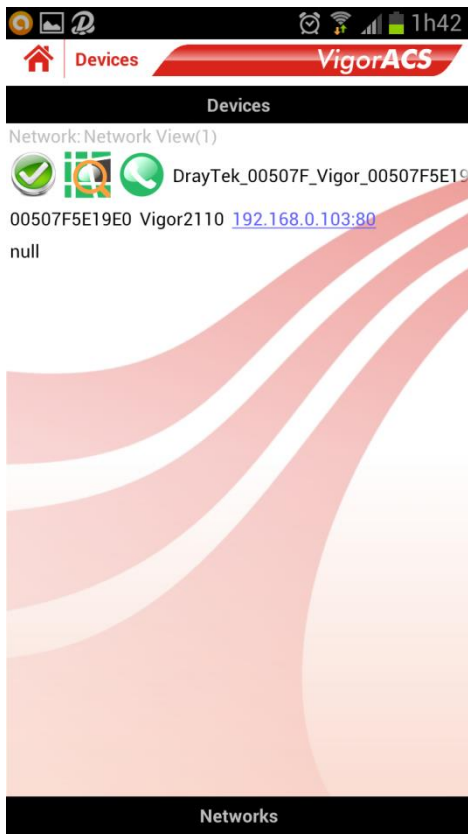 1h42
Devices VigorACS
Devices
Network: Network View(1)
DrayTek_00507F_Vigor_00507F5E19
00507F5E19E0 Vigor2110 192.168.0.103:80
null
Networks